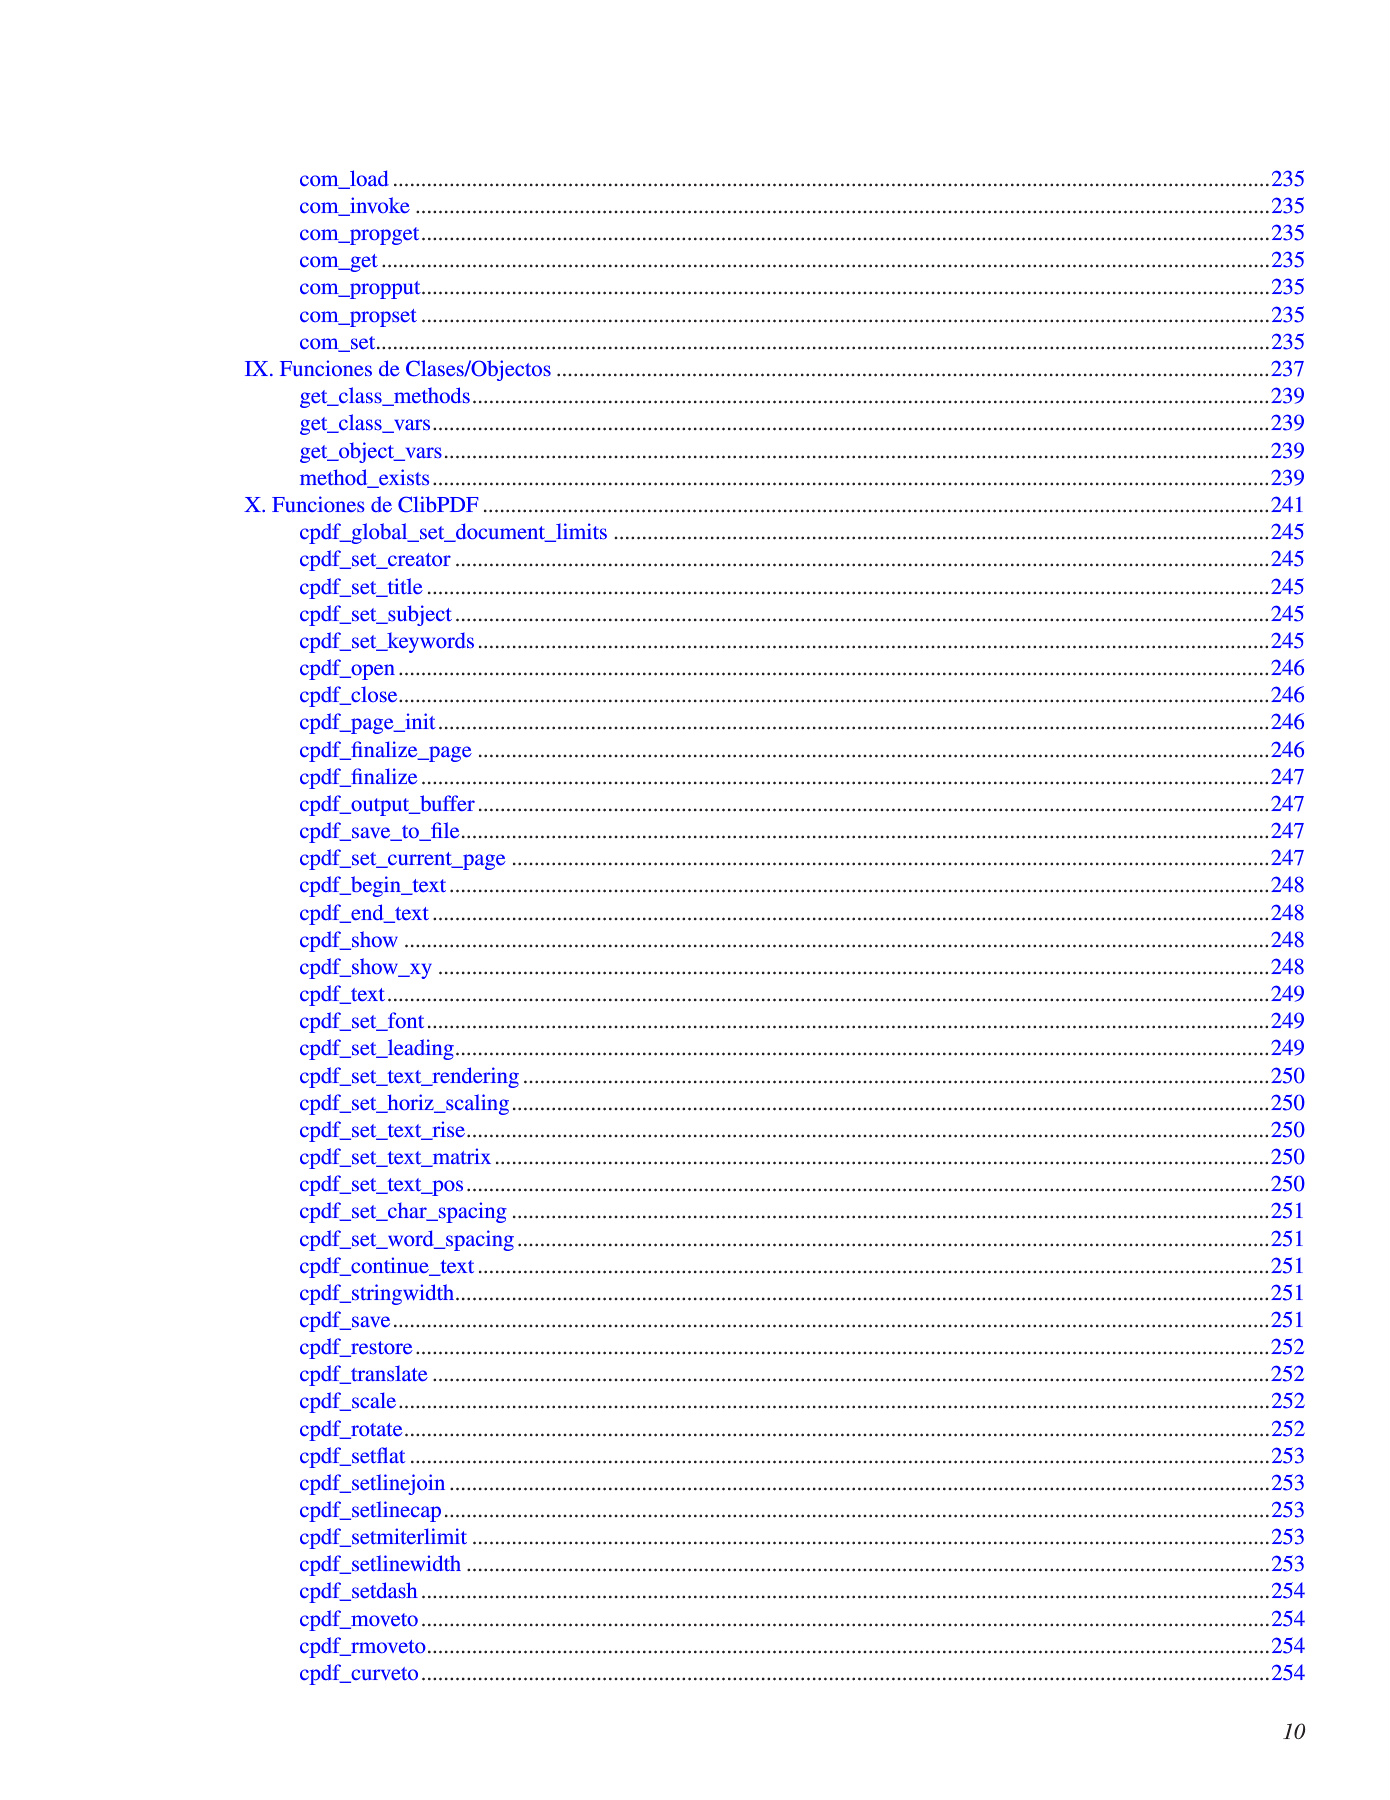 com_load ........ 235
com_invoke ........ 235
com_propget ........ 235
com_get ........ 235
com_propput ........ 235
com_propset ........ 235
com_set ........ 235
IX. Funciones de Clases/Objectos ........ 237
get_class_methods ........ 239
get_class_vars ........ 239
get_object_vars ........ 239
method_exists ........ 239
X. Funciones de ClibPDF ........ 241
cpdf_global_set_document_limits ........ 245
cpdf_set_creator ........ 245
cpdf_set_title ........ 245
cpdf_set_subject ........ 245
cpdf_set_keywords ........ 245
cpdf_open ........ 246
cpdf_close ........ 246
cpdf_page_init ........ 246
cpdf_finalize_page ........ 246
cpdf_finalize ........ 247
cpdf_output_buffer ........ 247
cpdf_save_to_file ........ 247
cpdf_set_current_page ........ 247
cpdf_begin_text ........ 248
cpdf_end_text ........ 248
cpdf_show ........ 248
cpdf_show_xy ........ 248
cpdf_text ........ 249
cpdf_set_font ........ 249
cpdf_set_leading ........ 249
cpdf_set_text_rendering ........ 250
cpdf_set_horiz_scaling ........ 250
cpdf_set_text_rise ........ 250
cpdf_set_text_matrix ........ 250
cpdf_set_text_pos ........ 250
cpdf_set_char_spacing ........ 251
cpdf_set_word_spacing ........ 251
cpdf_continue_text ........ 251
cpdf_stringwidth ........ 251
cpdf_save ........ 251
cpdf_restore ........ 252
cpdf_translate ........ 252
cpdf_scale ........ 252
cpdf_rotate ........ 252
cpdf_setflat ........ 253
cpdf_setlinejoin ........ 253
cpdf_setlinecap ........ 253
cpdf_setmiterlimit ........ 253
cpdf_setlinewidth ........ 253
cpdf_setdash ........ 254
cpdf_moveto ........ 254
cpdf_rmoveto ........ 254
cpdf_curveto ........ 254
10